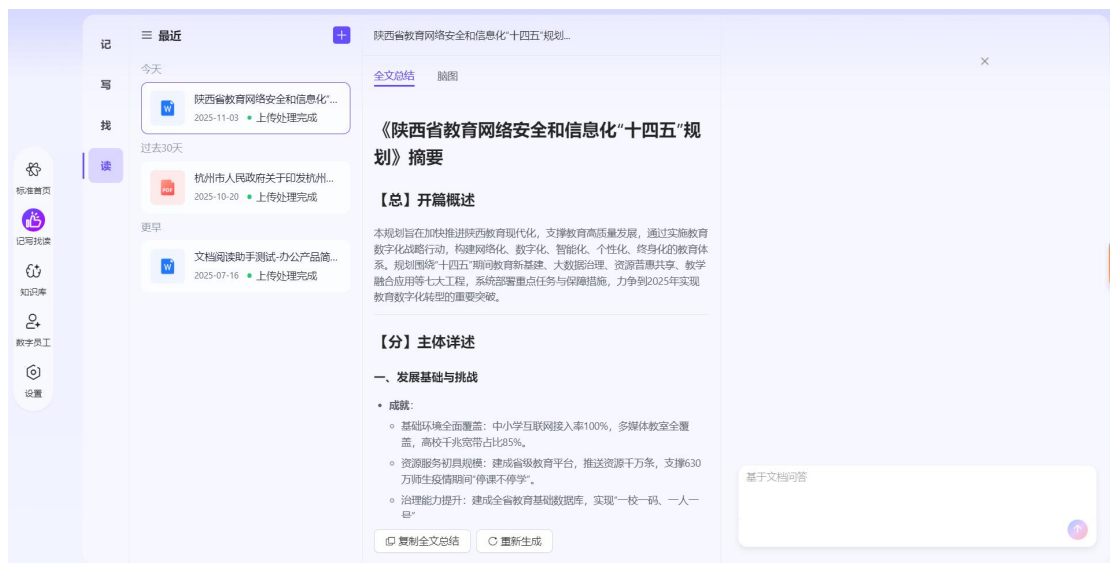 标准首页
记写找读
知识库
数字员工
设置
记
写
找
读
最近
今天
陕西省教育网络安全和信息化“...
2025-11-03 上传处理完成
过去30天
杭州市人民政府关于印发杭州...
2025-10-20 上传处理完成
更早
文档阅读助手测试-办公产品简...
2025-07-16 上传处理完成
陕西省教育网络安全和信息化“十四五”规划...
全文总结 脑图
《陕西省教育网络安全和信息化“十四五”规
划》摘要
【总】开篇概述
本规划旨在加快推进陕西教育现代化，支撑教育高质量发展，通过实施教育
数字化战略行动，构建网络化、数字化、智能化、个性化、终身化的教育体
系。规划围绕“十四五”期间教育新基建、大数据治理、资源普惠共享、教学
融合应用等七大工程，系统部署重点任务与保障措施，力争到2025年实现
教育数字化转型的重要突破。
【分】主体详述
一、发展基础与挑战
• 成就：
基础环境全面覆盖：中小学互联网接入率100%，多媒体教室全覆
盖，高校千兆宽带占比85%。
资源服务初具规模：建成省级教育平台，推送资源千万条，支撑630
万师生疫情期间“停课不停学”。
治理能力提升：建成全省教育基础数据库，实现“一校一码、一人一
号”
复制全文总结 重新生成
基于文档问答